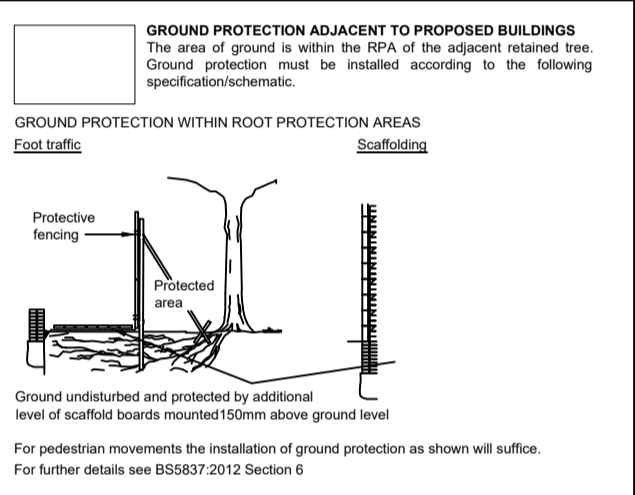 GROUND PROTECTION ADJACENT TO PROPOSED BUILDINGS
The area of ground is within the RPA of the adjacent retained tree.
Ground protection must be installed according to the following
specification/schematic.
GROUND PROTECTION WITHIN ROOT PROTECTION AREAS
Foot traffic
Scaffolding
Protective
fencing
Protected
area
Ground undisturbed and protected by additional
level of scaffold boards mounted150mm above ground level
For pedestrian movements the installation of ground protection as shown will suffice.
For further details see BS5837:2012 Section 6